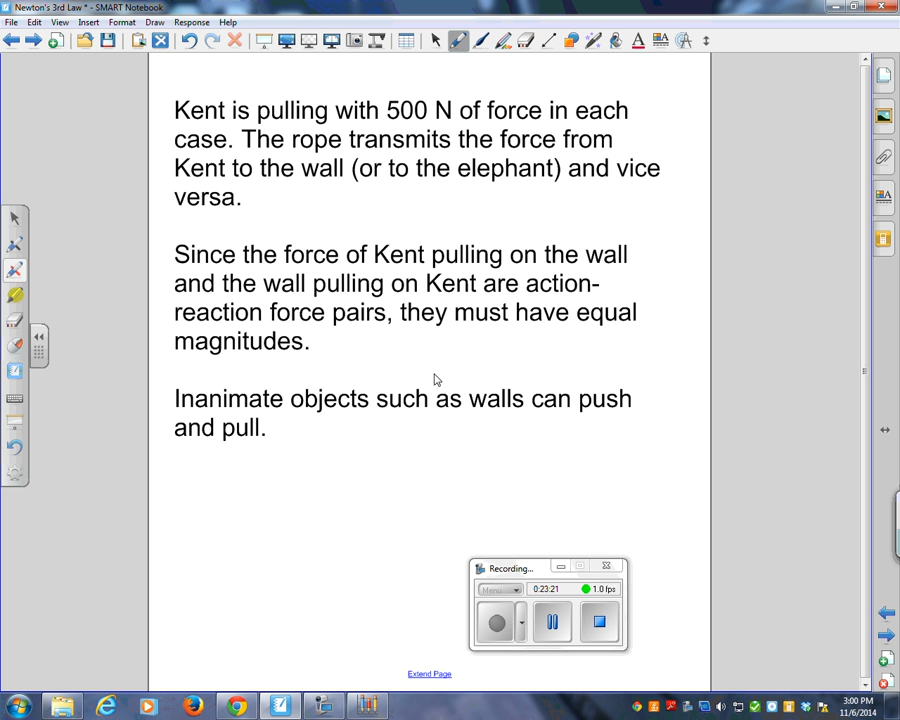 Newton's 3rd Law * - SMART Notebook
File Edit View Insert Format Draw Response Help
Kent is pulling with 500 N of force in each
case. The rope transmits the force from
Kent to the wall (or to the elephant) and vice
versa.
Since the force of Kent pulling on the wall
and the wall pulling on Kent are action-
reaction force pairs, they must have equal
magnitudes.
Inanimate objects such as walls can push
and pull.
Recording...
Menu
0:23:21
1.0 fps
Extend Page
3:00 PM
11/6/2014